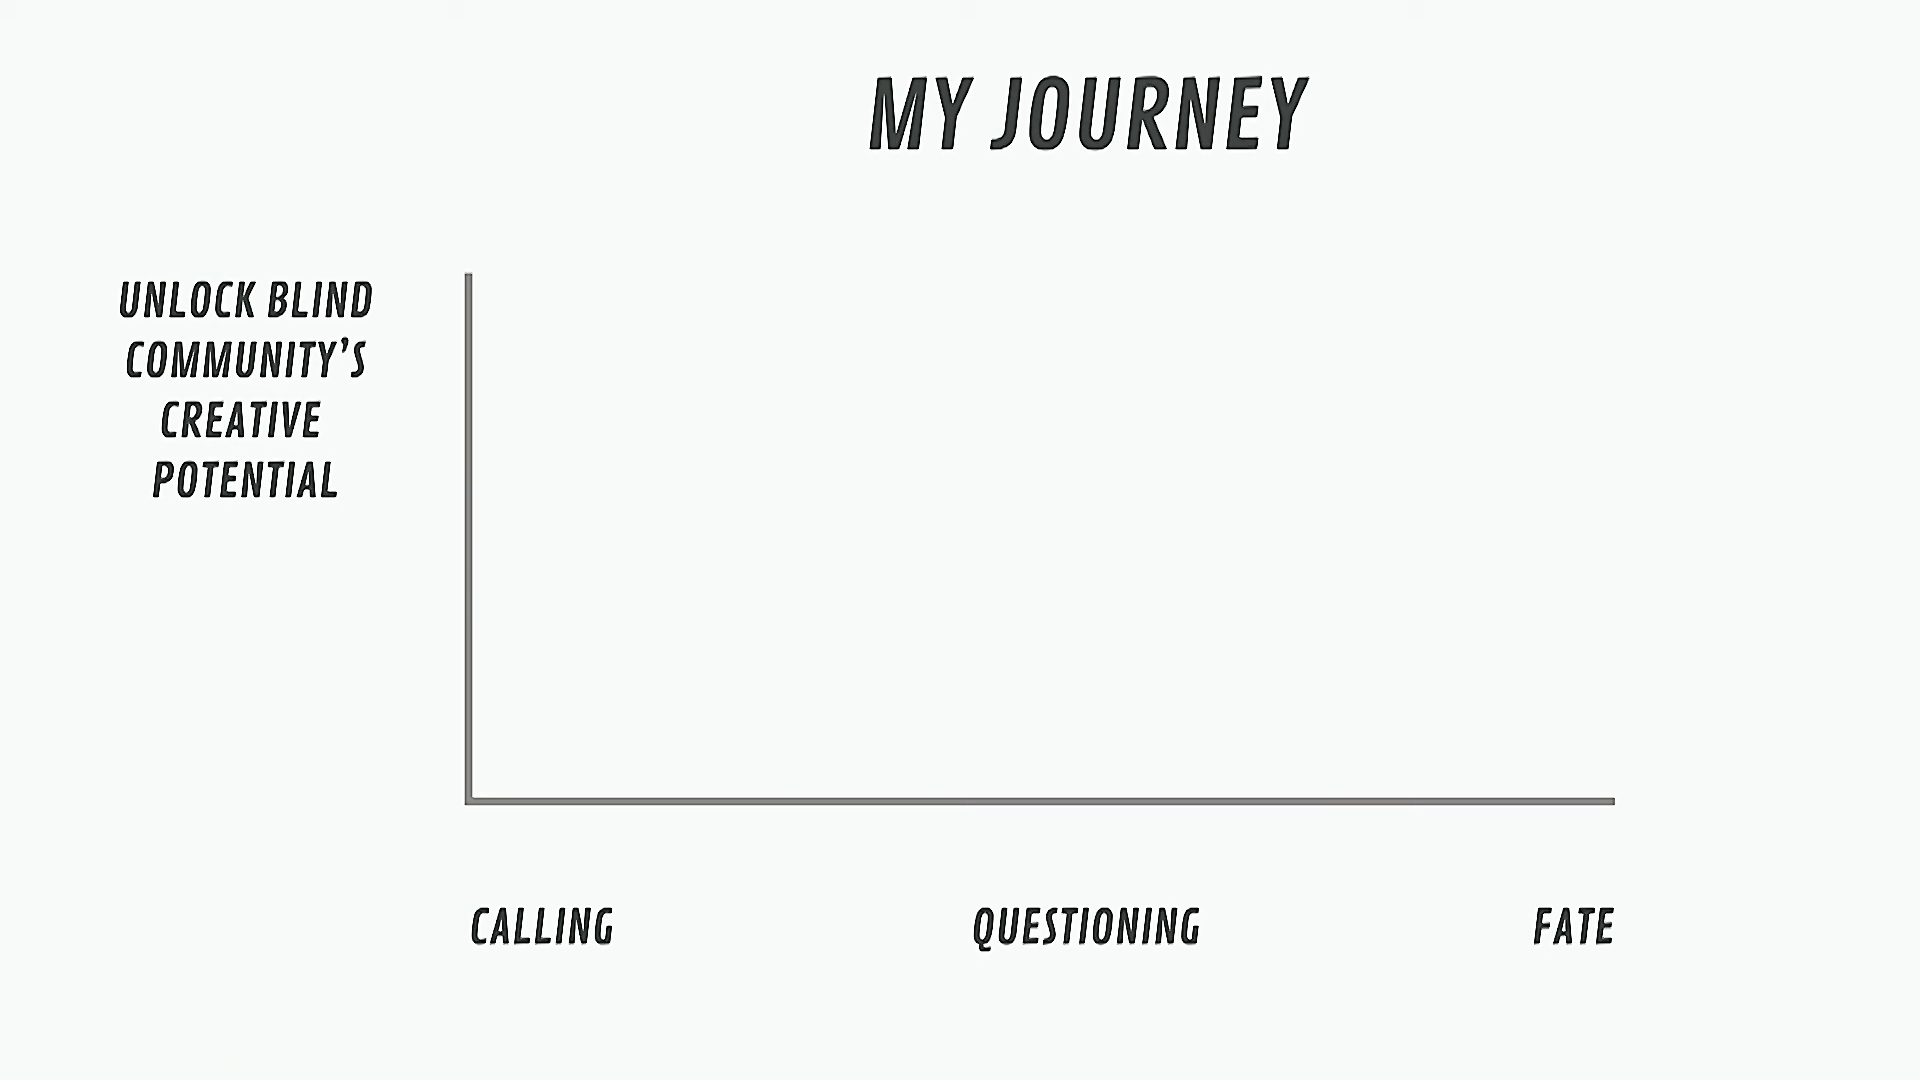 MY JOURNEY
UNLOCK BLIND
COMMUNITY’S
CREATIVE
POTENTIAL
CALLING
QUESTIONING
FATE